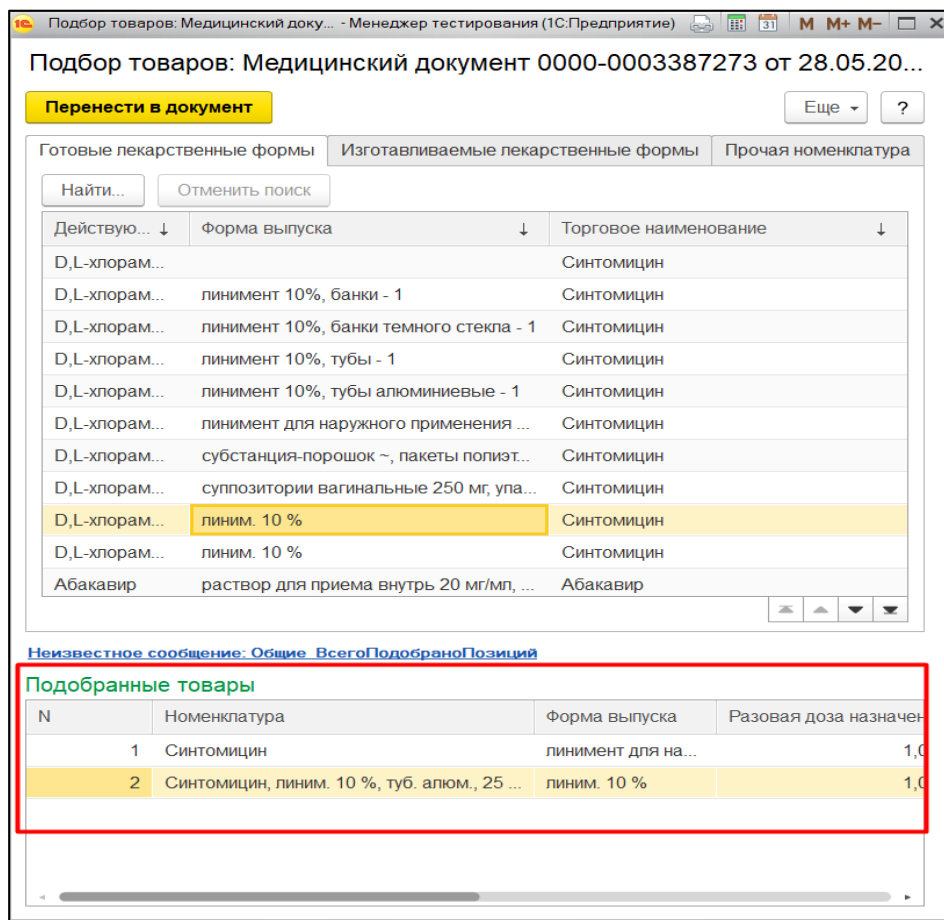 1С Подбор товаров: Медицинский доку... - Менеджер тестирования (1С:Предприятие) 31 M M+ M-
Подбор товаров: Медицинский документ 0000-0003387273 от 28.05.20...
Перенести в документ Еще ?
Готовые лекарственные формы Изготавливаемые лекарственные формы Прочая номенклатура
Найти... Отменить поиск
Действую... ↓ Форма выпуска ↓ Торговое наименование ↓
D,L-хлорам... Синтомицин
D,L-хлорам... линимент 10%, банки - 1 Синтомицин
D,L-хлорам... линимент 10%, банки темного стекла - 1 Синтомицин
D,L-хлорам... линимент 10%, тубы - 1 Синтомицин
D,L-хлорам... линимент 10%, тубы алюминиевые - 1 Синтомицин
D,L-хлорам... линимент для наружного применения ... Синтомицин
D,L-хлорам... субстанция-порошок ~, пакеты полиэт... Синтомицин
D,L-хлорам... суппозитории вагинальные 250 мг, упа... Синтомицин
D,L-хлорам... линим. 10 % Синтомицин
D,L-хлорам... линим. 10 % Синтомицин
Абакавир раствор для приема внутрь 20 мг/мл, ... Абакавир
Неизвестное сообщение: Общие_ВсегоПодобраноПозиций
Подобранные товары
N Номенклатура Форма выпуска Разовая доза назначен
1 Синтомицин линимент для на... 1,0
2 Синтомицин, линим. 10 %, туб. алюм., 25 ... линим. 10 % 1,0